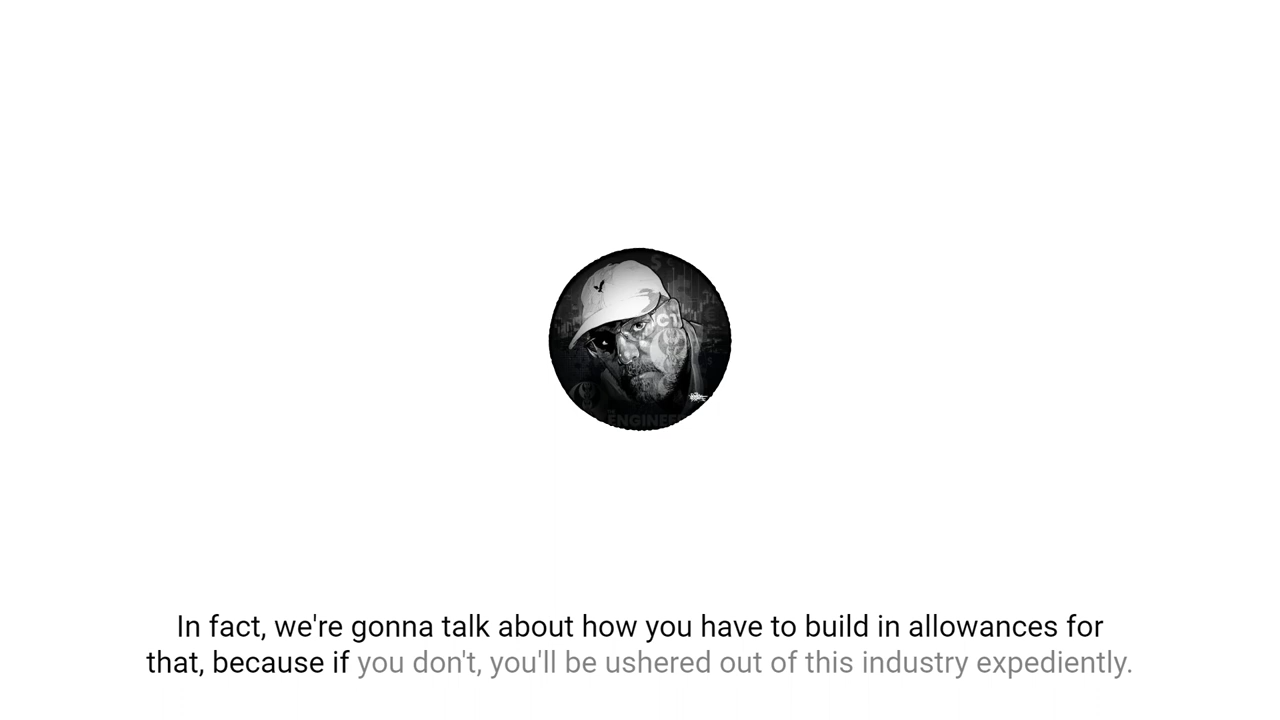 In fact, we're gonna talk about how you have to build in allowances for
that, because if you don't, you'll be ushered out of this industry expediently.